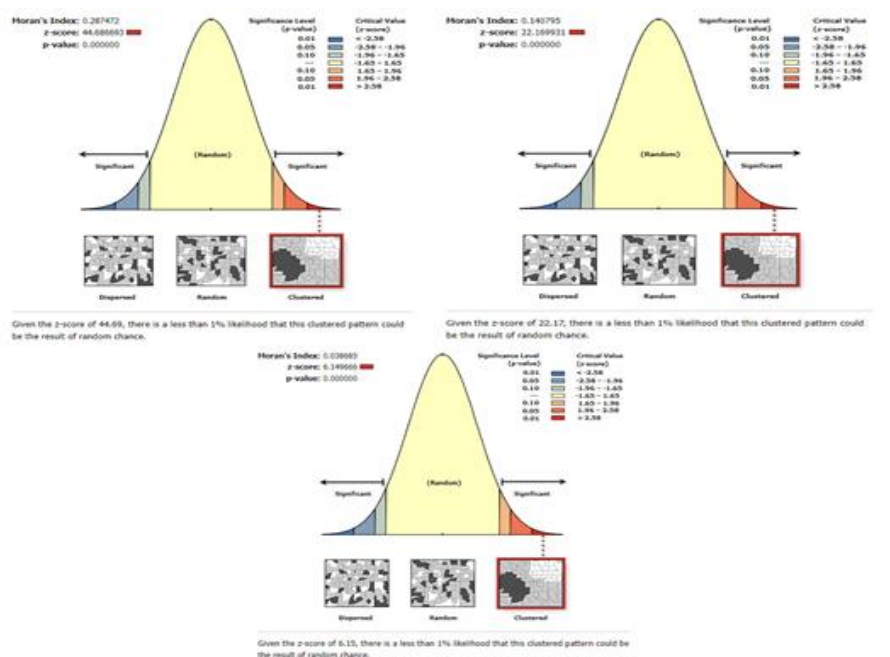 Moran's Index: 0.287472
z-score: 44.686663
p-value: 0.000000
Significance Level
(p-value)
Critical Value
(z-score)
0.01 < -2.58
0.05 -2.58 - -1.96
0.10 -1.96 - -1.65
--- -1.65 - 1.65
0.10 1.65 - 1.96
0.05 1.96 - 2.58
0.01 > 2.58
Significant
(Random)
Significant
Dispersed
Random
Clustered
Given the z-score of 44.69, there is a less than 1% likelihood that this clustered pattern could
be the result of random chance.
Moran's Index: 0.140795
z-score: 22.169931
p-value: 0.000000
Significance Level
(p-value)
Critical Value
(z-score)
0.01 < -2.58
0.05 -2.58 - -1.96
0.10 -1.96 - -1.65
--- -1.65 - 1.65
0.10 1.65 - 1.96
0.05 1.96 - 2.58
0.01 > 2.58
Significant
(Random)
Significant
Dispersed
Random
Clustered
Given the z-score of 22.17, there is a less than 1% likelihood that this clustered pattern could
be the result of random chance.
Moran's Index: 0.038685
z-score: 6.149666
p-value: 0.000000
Significance Level
(p-value)
Critical Value
(z-score)
0.01 < -2.58
0.05 -2.58 - -1.96
0.10 -1.96 - -1.65
--- -1.65 - 1.65
0.10 1.65 - 1.96
0.05 1.96 - 2.58
0.01 > 2.58
Significant
(Random)
Significant
Dispersed
Random
Clustered
Given the z-score of 6.15, there is a less than 1% likelihood that this clustered pattern could be
the result of random chance.